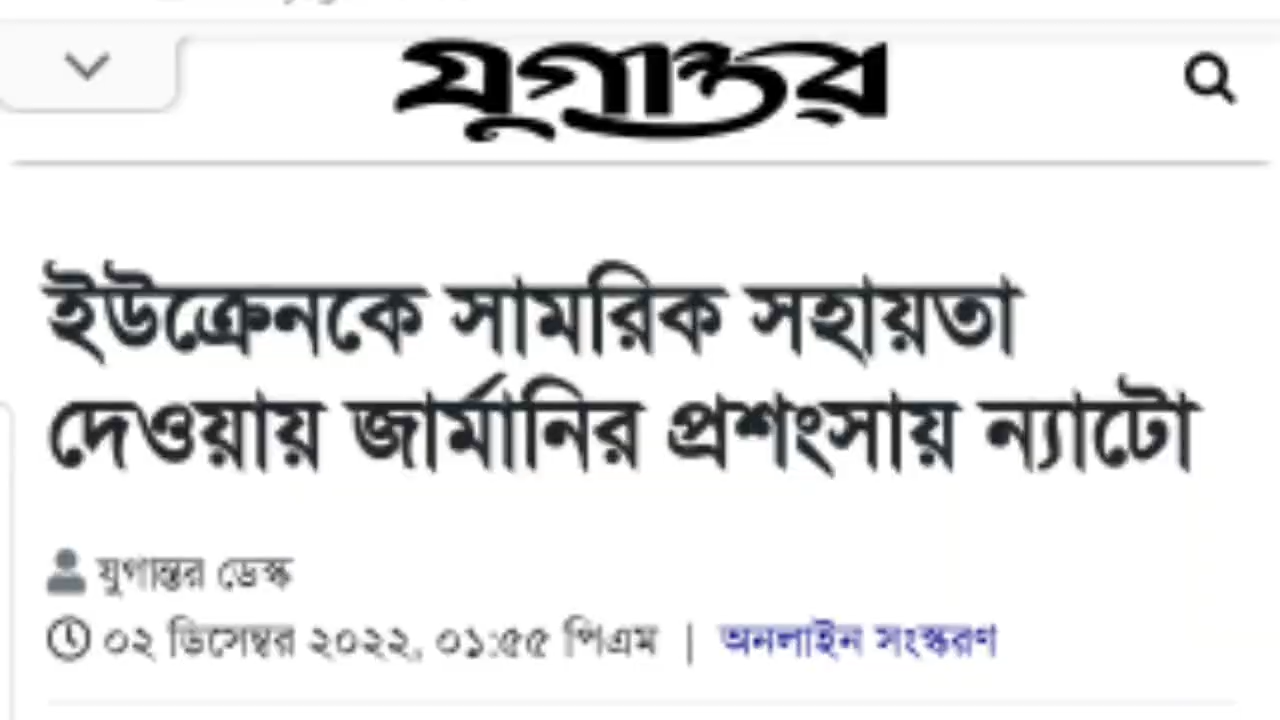 যুগান্তর
ইউক্রেনকে সামরিক সহায়তা
দেওয়ায় জার্মানির প্রশংসায় ন্যাটো
যুগান্তর ডেস্ক
০২ ডিসেম্বর ২০২২, ০১:৫৫ পিএম | অনলাইন সংস্করণ